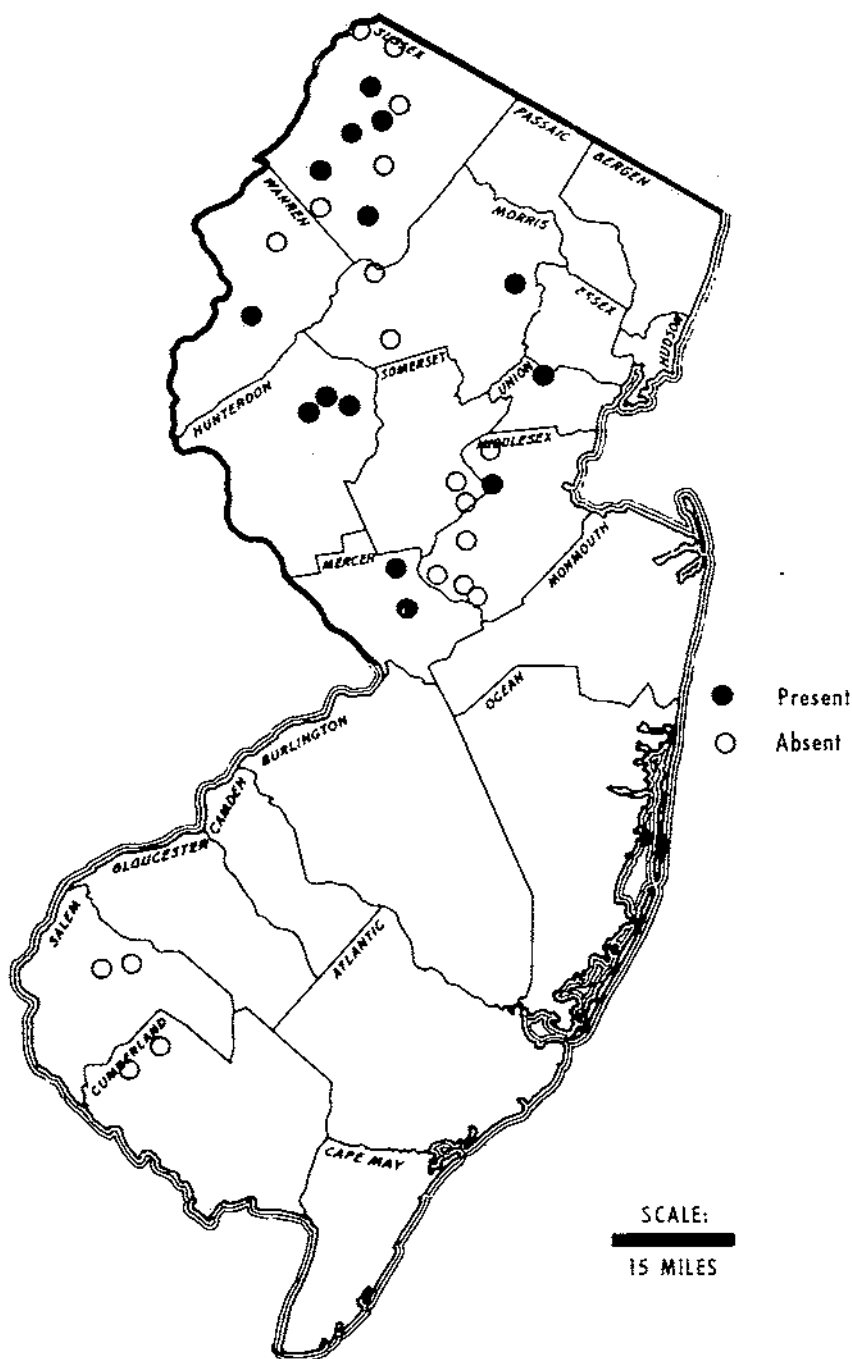 SUSSEX
PASSAIC
BERGEN
WARREN
MORRIS
ESSEX
HUDSON
SOMERSET
UNION
HUNTERDON
MIDDLESEX
MERCER
MONMOUTH
OCEAN
Present
Absent
BURLINGTON
CAMDEN
GLOUCESTER
SALEM
ATLANTIC
CUMBERLAND
CAPE MAY
SCALE:
15 MILES